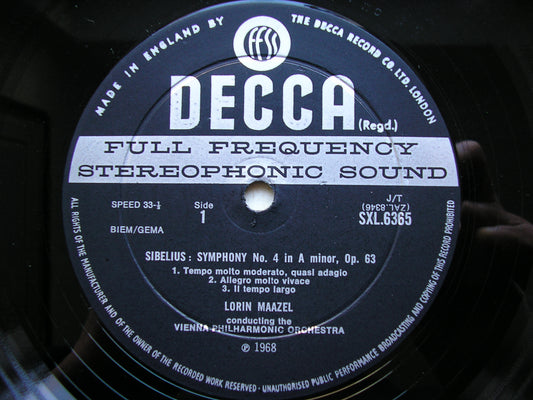 MADE IN ENGLAND BY
THE DECCA RECORD CO. LTD. LONDON
FFSS
DECCA
(Regd.)
FULL FREQUENCY
STEREOPHONIC SOUND
SPEED 33-⅓
Side
1
J/T
(ZAL.8346)
SXL.6365
BIEM/GEMA
SIBELIUS: SYMPHONY No. 4 in A minor, Op. 63
1. Tempo molto moderato, quasi adagio
2. Allegro molto vivace
3. Il tempo largo
LORIN MAAZEL
conducting the
VIENNA PHILHARMONIC ORCHESTRA
℗ 1968
ALL RIGHTS OF THE MANUFACTURER AND OF THE OWNER OF THE RECORDED WORK RESERVED · UNAUTHORISED PUBLIC PERFORMANCE BROADCASTING AND COPYING OF THIS RECORD PROHIBITED